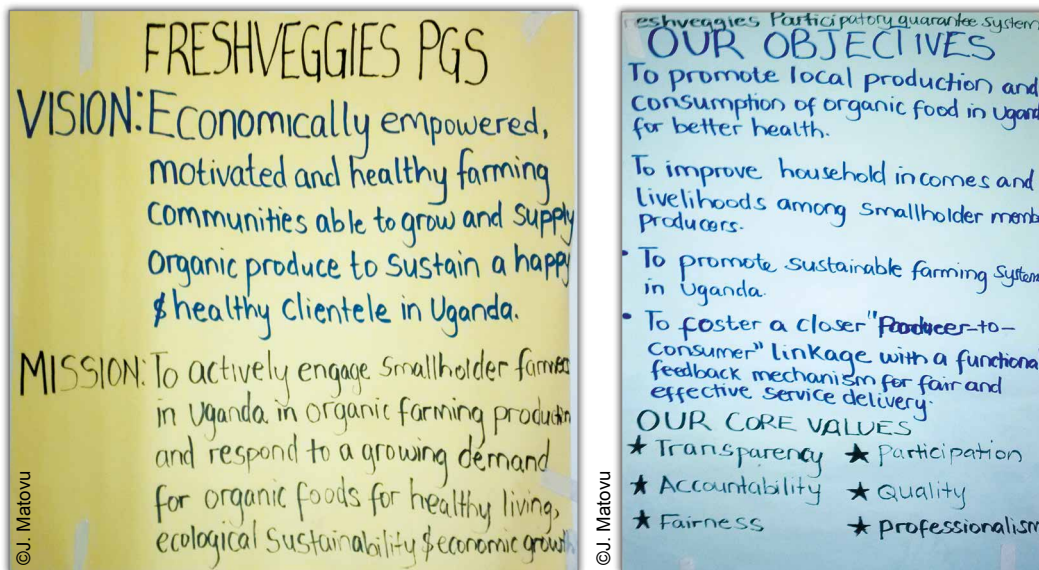 FRESHVEGGIES PGS
VISION: Economically empowered,
motivated and healthy farming
communities able to grow and supply
organic produce to sustain a happy
& healthy clientele in Uganda.
MISSION: To actively engage smallholder farmers
in Uganda in organic farming production
and respond to a growing demand
for organic foods for healthy living,
ecological sustainability & economic growth
©J. Matovu
eshveggies Participatory guarantee system
OUR OBJECTIVES
To promote local production and
consumption of organic food in Ugand
for better health.
To improve household incomes and
livelihoods among smallholder memb
producers.
• To promote sustainable farming system
in Uganda.
• To foster a closer "Producer-to-
consumer" linkage with a functiona
feedback mechanism for fair and
effective service delivery.
OUR CORE VALUES
★ Transparency ★ Participation
★ Accountability ★ Quality
★ Fairness ★ professionalism
©J. Matovu